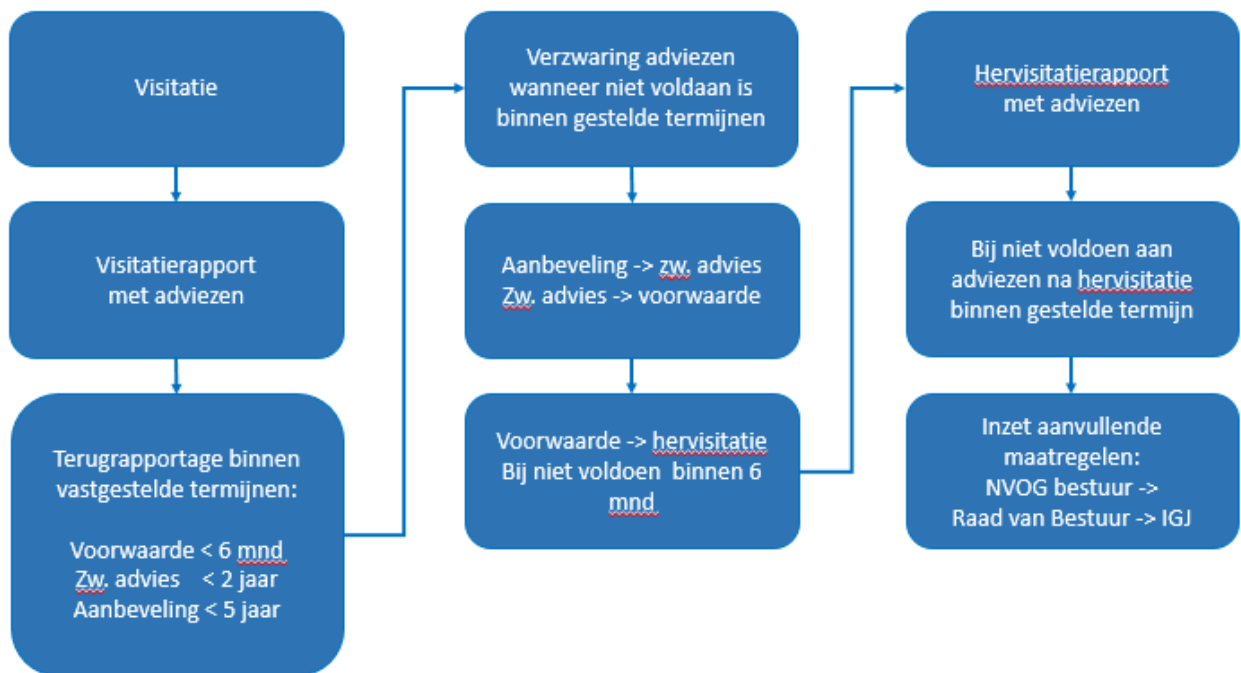 Visitatie
Visitatierapport
met adviezen
Terugrapportage binnen
vastgestelde termijnen:
Voorwaarde < 6 mnd
Zw. advies < 2 jaar
Aanbeveling < 5 jaar
Verzwaring adviezen
wanneer niet voldaan is
binnen gestelde termijnen
Aanbeveling -> zw. advies
Zw. advies -> voorwaarde
Voorwaarde -> hervisitatie
Bij niet voldoen binnen 6
mnd
Hervisitatierapport
met adviezen
Bij niet voldoen aan
adviezen na hervisitatie
binnen gestelde termijn
Inzet aanvullende
maatregelen:
NVOG bestuur ->
Raad van Bestuur -> IGJ